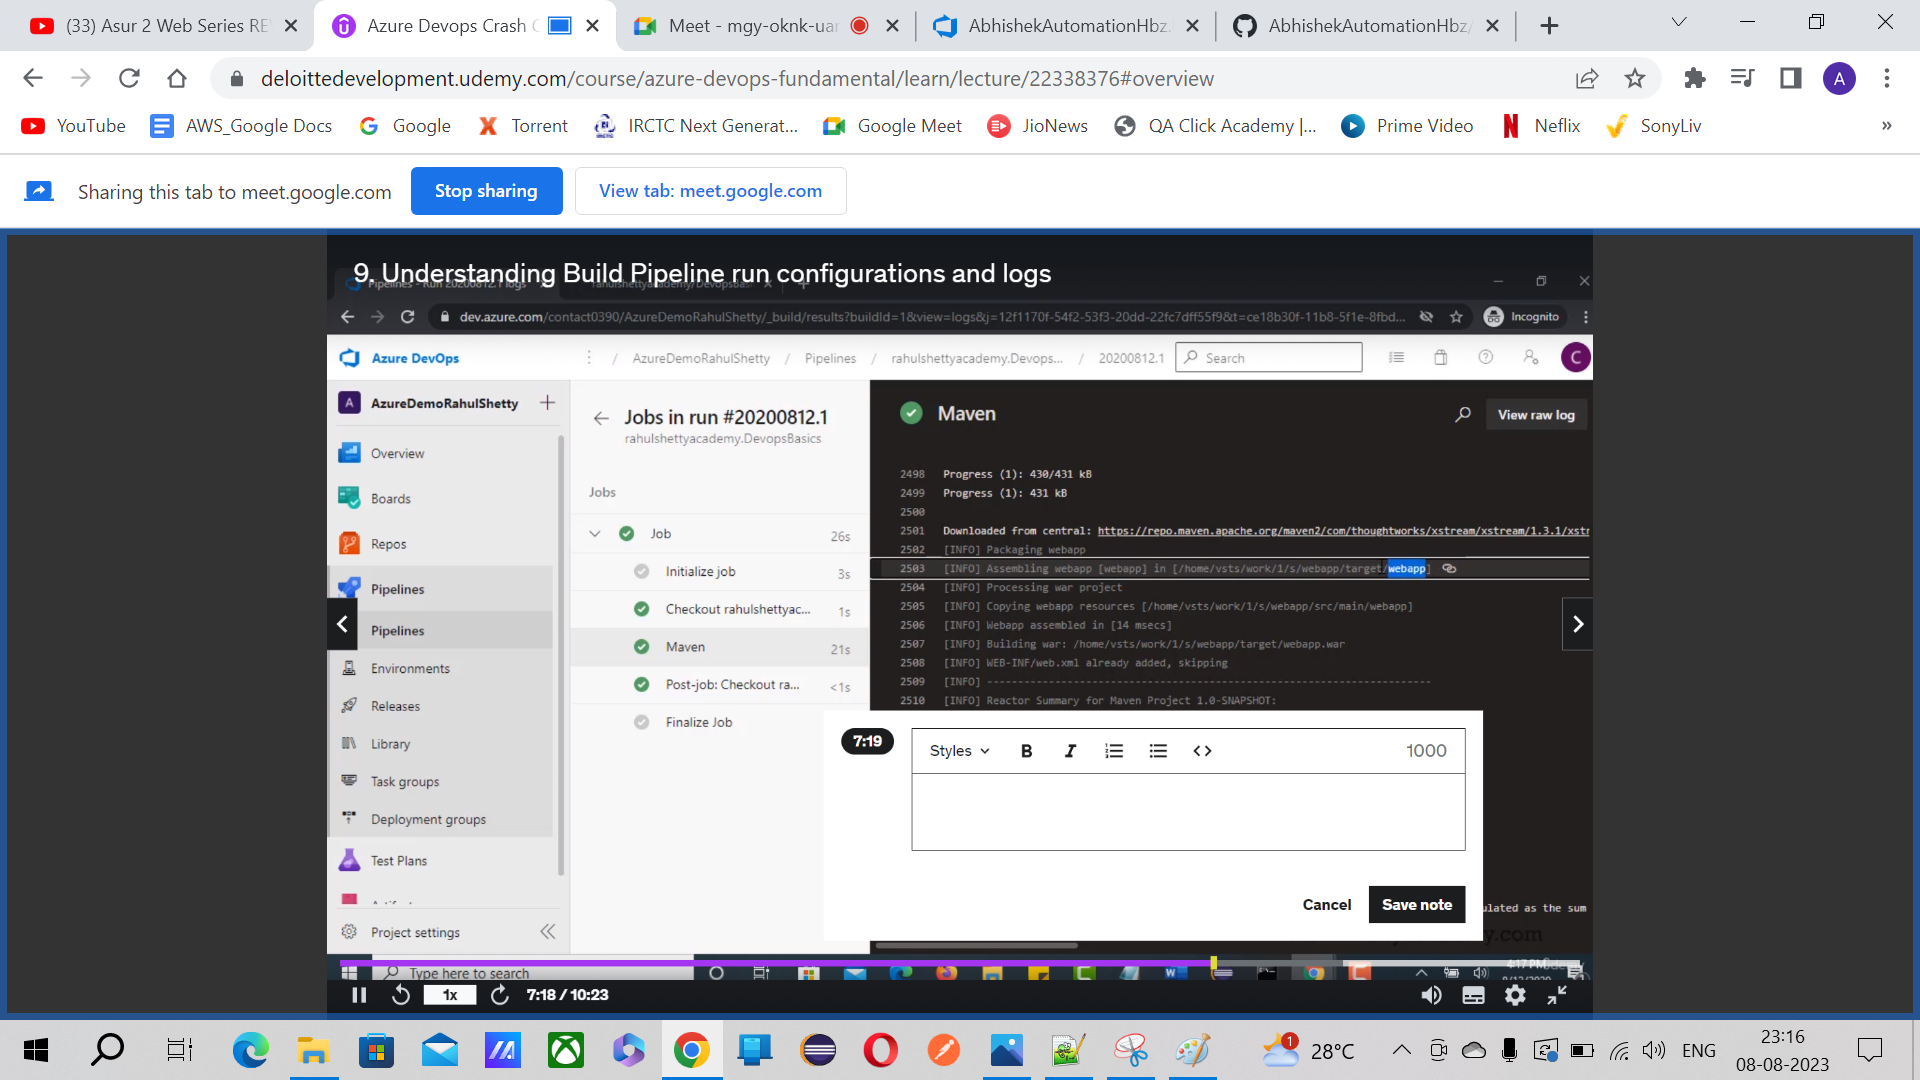 (33) Asur 2 Web Series RE
Azure Devops Crash C
Meet - mgy-oknk-uar
AbhishekAutomationHbz.
AbhishekAutomationHbz/
deloittedevelopment.udemy.com/course/azure-devops-fundamental/learn/lecture/22338376#overview
A
YouTube
AWS_Google Docs
Google
Torrent
IRCTC Next Generat...
Google Meet
JioNews
QA Click Academy |...
Prime Video
Neflix
SonyLiv
»
Sharing this tab to meet.google.com
Stop sharing
View tab: meet.google.com
9. Understanding Build Pipeline run configurations and logs
Pipelines - Run 20200812.1 logs
dev.azure.com/contact0390/AzureDemoRahulShetty/_build/results?buildId=1&view=logs&j=12f1170f-54f2-53f3-20dd-22fc7dff55f9&t=ce18b30f-11b8-5f1e-8fbd...
Incognito
Azure DevOps
/ AzureDemoRahulShetty / Pipelines / rahulshettyacademy.Devops... / 20200812.1
Search
C
A AzureDemoRahulShetty +
Overview
Boards
Repos
Pipelines
Pipelines
Environments
Releases
Library
Task groups
Deployment groups
Test Plans
Project settings
Jobs in run #20200812.1
rahulshettyacademy.DevopsBasics
Jobs
Job 26s
Initialize job 3s
Checkout rahulshettyac... 1s
Maven 21s
Post-job: Checkout ra... <1s
Finalize Job
Maven
View raw log
2498 Progress (1): 430/431 kB
2499 Progress (1): 431 kB
2500
2501 Downloaded from central: https://repo.maven.apache.org/maven2/com/thoughtworks/xstream/xstream/1.3.1/xstr
2502 [INFO] Packaging webapp
2503 [INFO] Assembling webapp [webapp] in [/home/vsts/work/1/s/webapp/target/webapp]
2504 [INFO] Processing war project
2505 [INFO] Copying webapp resources [/home/vsts/work/1/s/webapp/src/main/webapp]
2506 [INFO] Webapp assembled in [14 msecs]
2507 [INFO] Building war: /home/vsts/work/1/s/webapp/target/webapp.war
2508 [INFO] WEB-INF/web.xml already added, skipping
2509 [INFO] ------------------------------------------------------------------------
2510 [INFO] Reactor Summary for Maven Project 1.0-SNAPSHOT:
7:19
Styles B I <> 1000
Cancel
Save note
ulated as the sum
Type here to search
4:17 PM
1x
7:18 / 10:23
1
28°C
ENG
23:16
08-08-2023